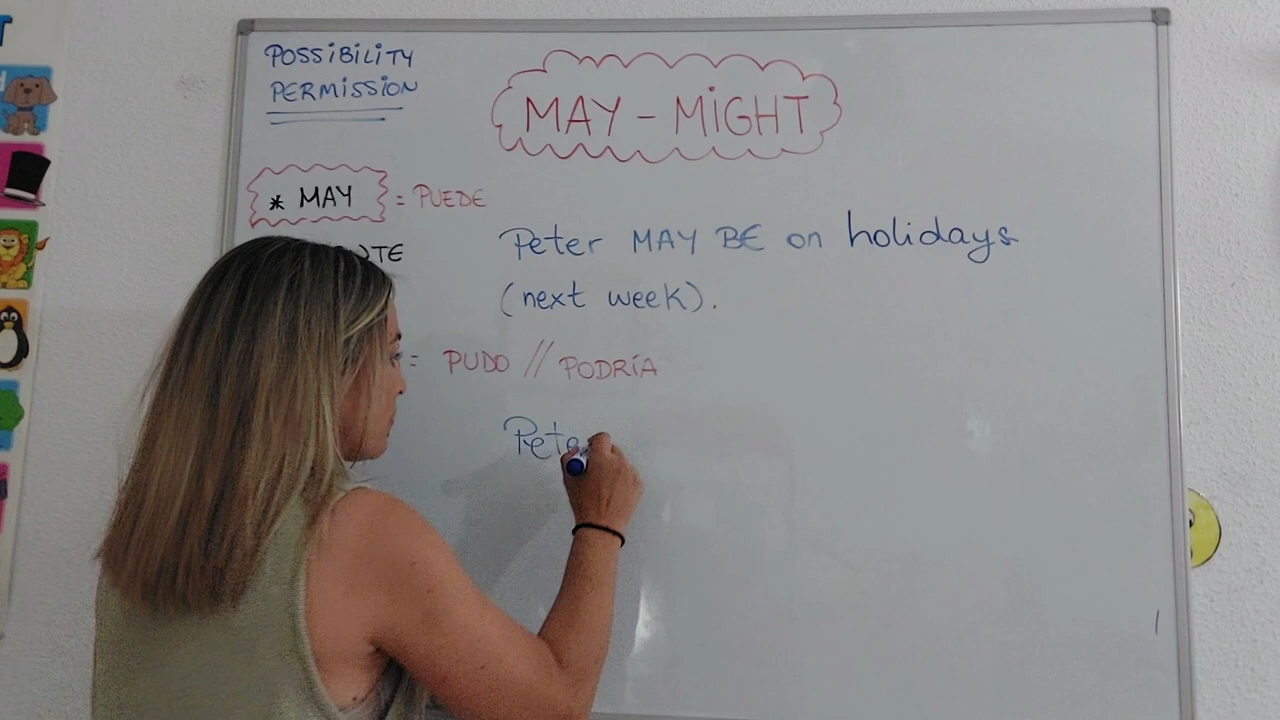 POSSIBILITY
PERMISSION
MAY - MIGHT
* MAY = PUEDE
Peter MAY BE on holidays
(next week).
= PUDO // PODRÍA
Pete